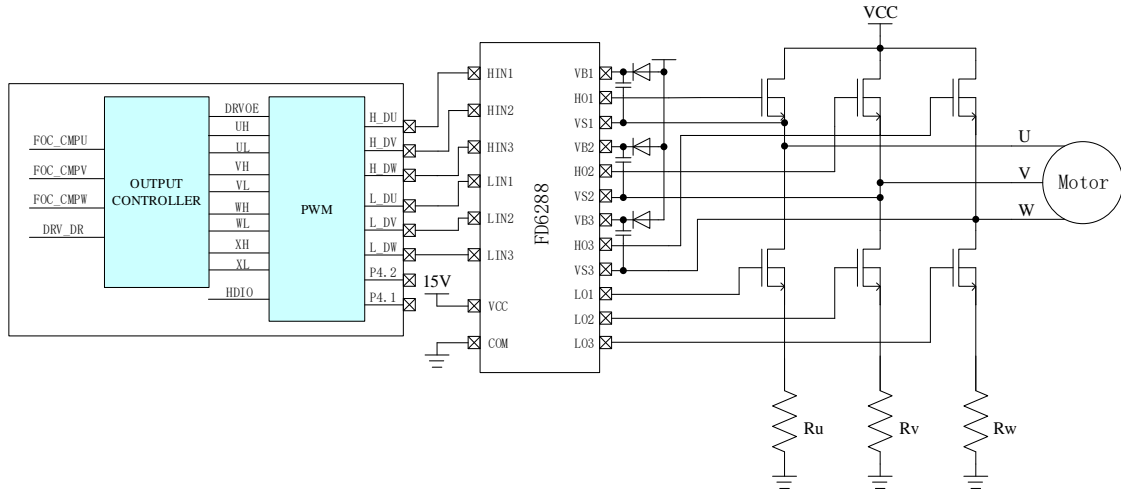 FOC_CMPU
FOC_CMPV
FOC_CMPW
DRV_DR
OUTPUT
CONTROLLER
DRVOE
UH
UL
VH
VL
WH
WL
XH
XL
HDIO
PWM
H_DU
H_DV
H_DW
L_DU
L_DV
L_DW
P4.2
P4.1
15V
HIN1
HIN2
HIN3
LIN1
LIN2
LIN3
VCC
COM
FD6288
VB1
HO1
VS1
VB2
HO2
VS2
VB3
HO3
VS3
LO1
LO2
LO3
VCC
U
V
W
Motor
Ru
Rv
Rw